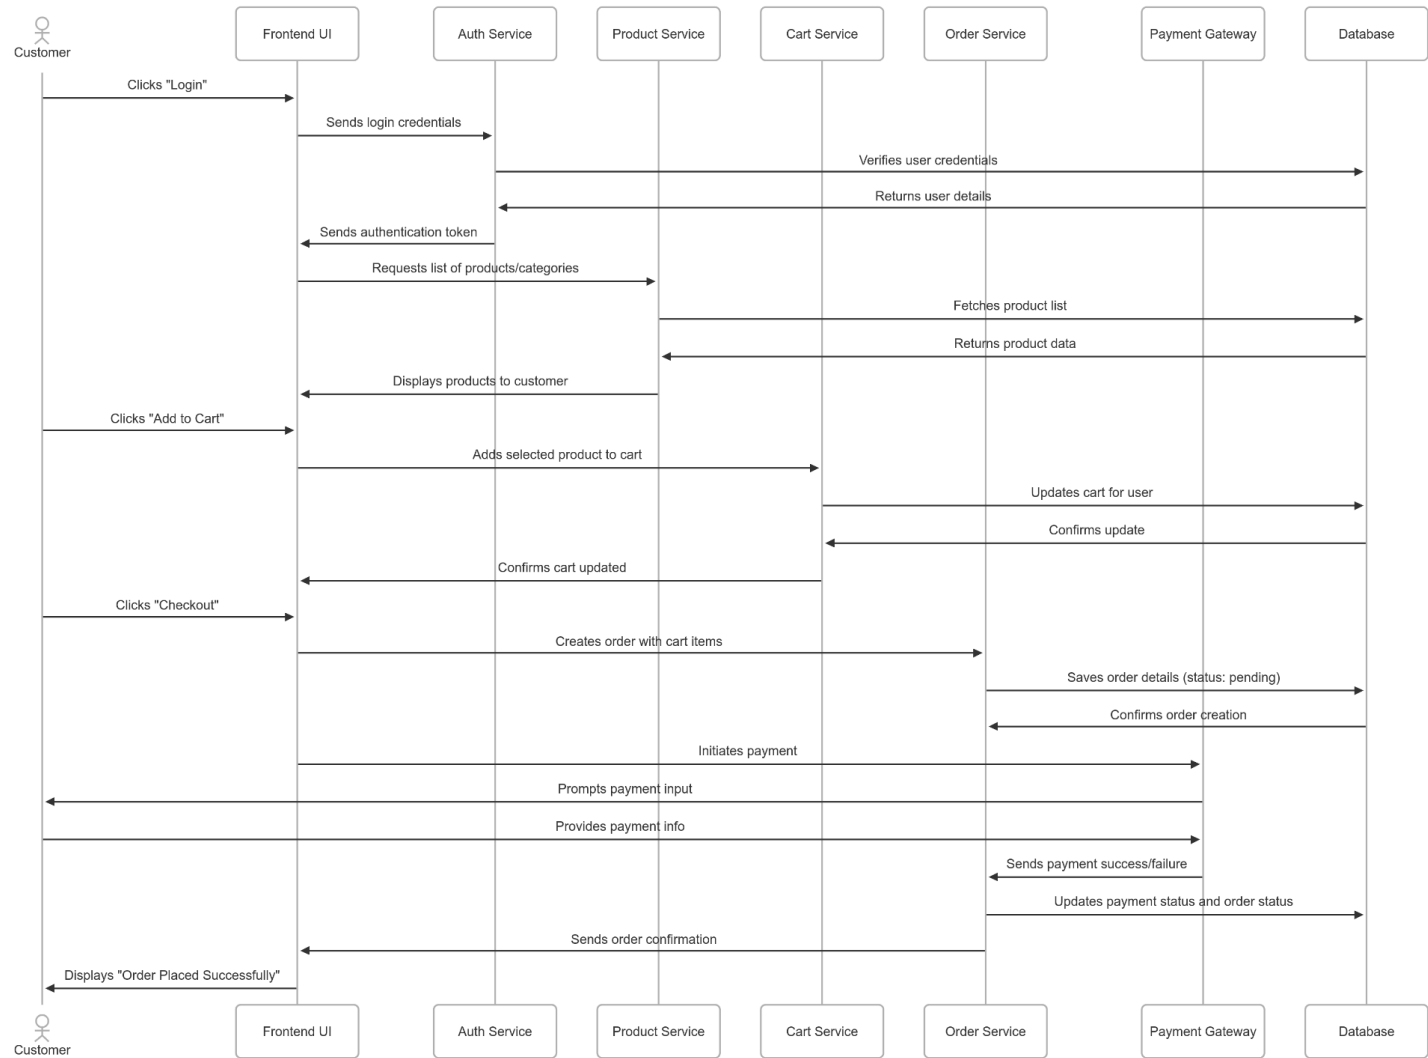 Customer
Frontend UI
Auth Service
Product Service
Cart Service
Order Service
Payment Gateway
Database
Clicks "Login"
Sends login credentials
Verifies user credentials
Returns user details
Sends authentication token
Requests list of products/categories
Fetches product list
Returns product data
Displays products to customer
Clicks "Add to Cart"
Adds selected product to cart
Updates cart for user
Confirms update
Confirms cart updated
Clicks "Checkout"
Creates order with cart items
Saves order details (status: pending)
Confirms order creation
Initiates payment
Prompts payment input
Provides payment info
Sends payment success/failure
Updates payment status and order status
Sends order confirmation
Displays "Order Placed Successfully"
Customer
Frontend UI
Auth Service
Product Service
Cart Service
Order Service
Payment Gateway
Database